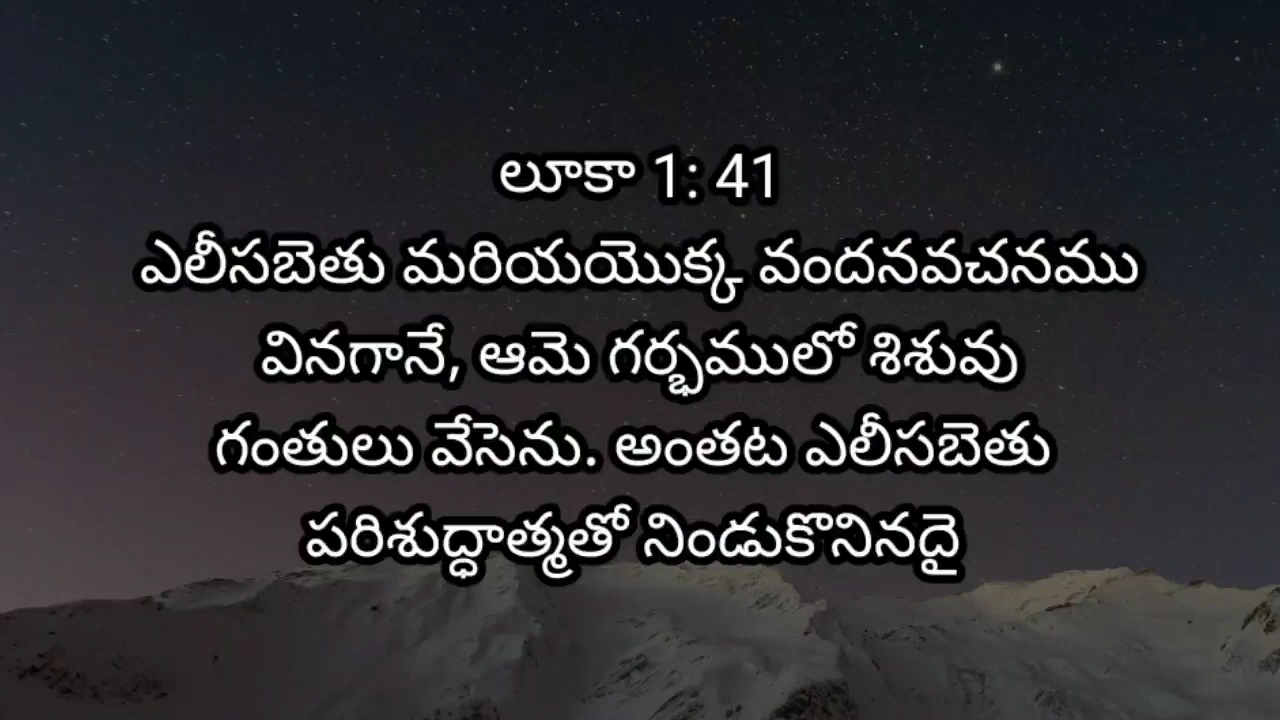 లూకా 1: 41
ఎలీసబెతు మరియయొక్క వందనవచనము
వినగానే, ఆమె గర్భములో శిశువు
గంతులు వేసెను. అంతట ఎలీసబెతు
పరిశుద్ధాత్మతో నిండుకొనినదై